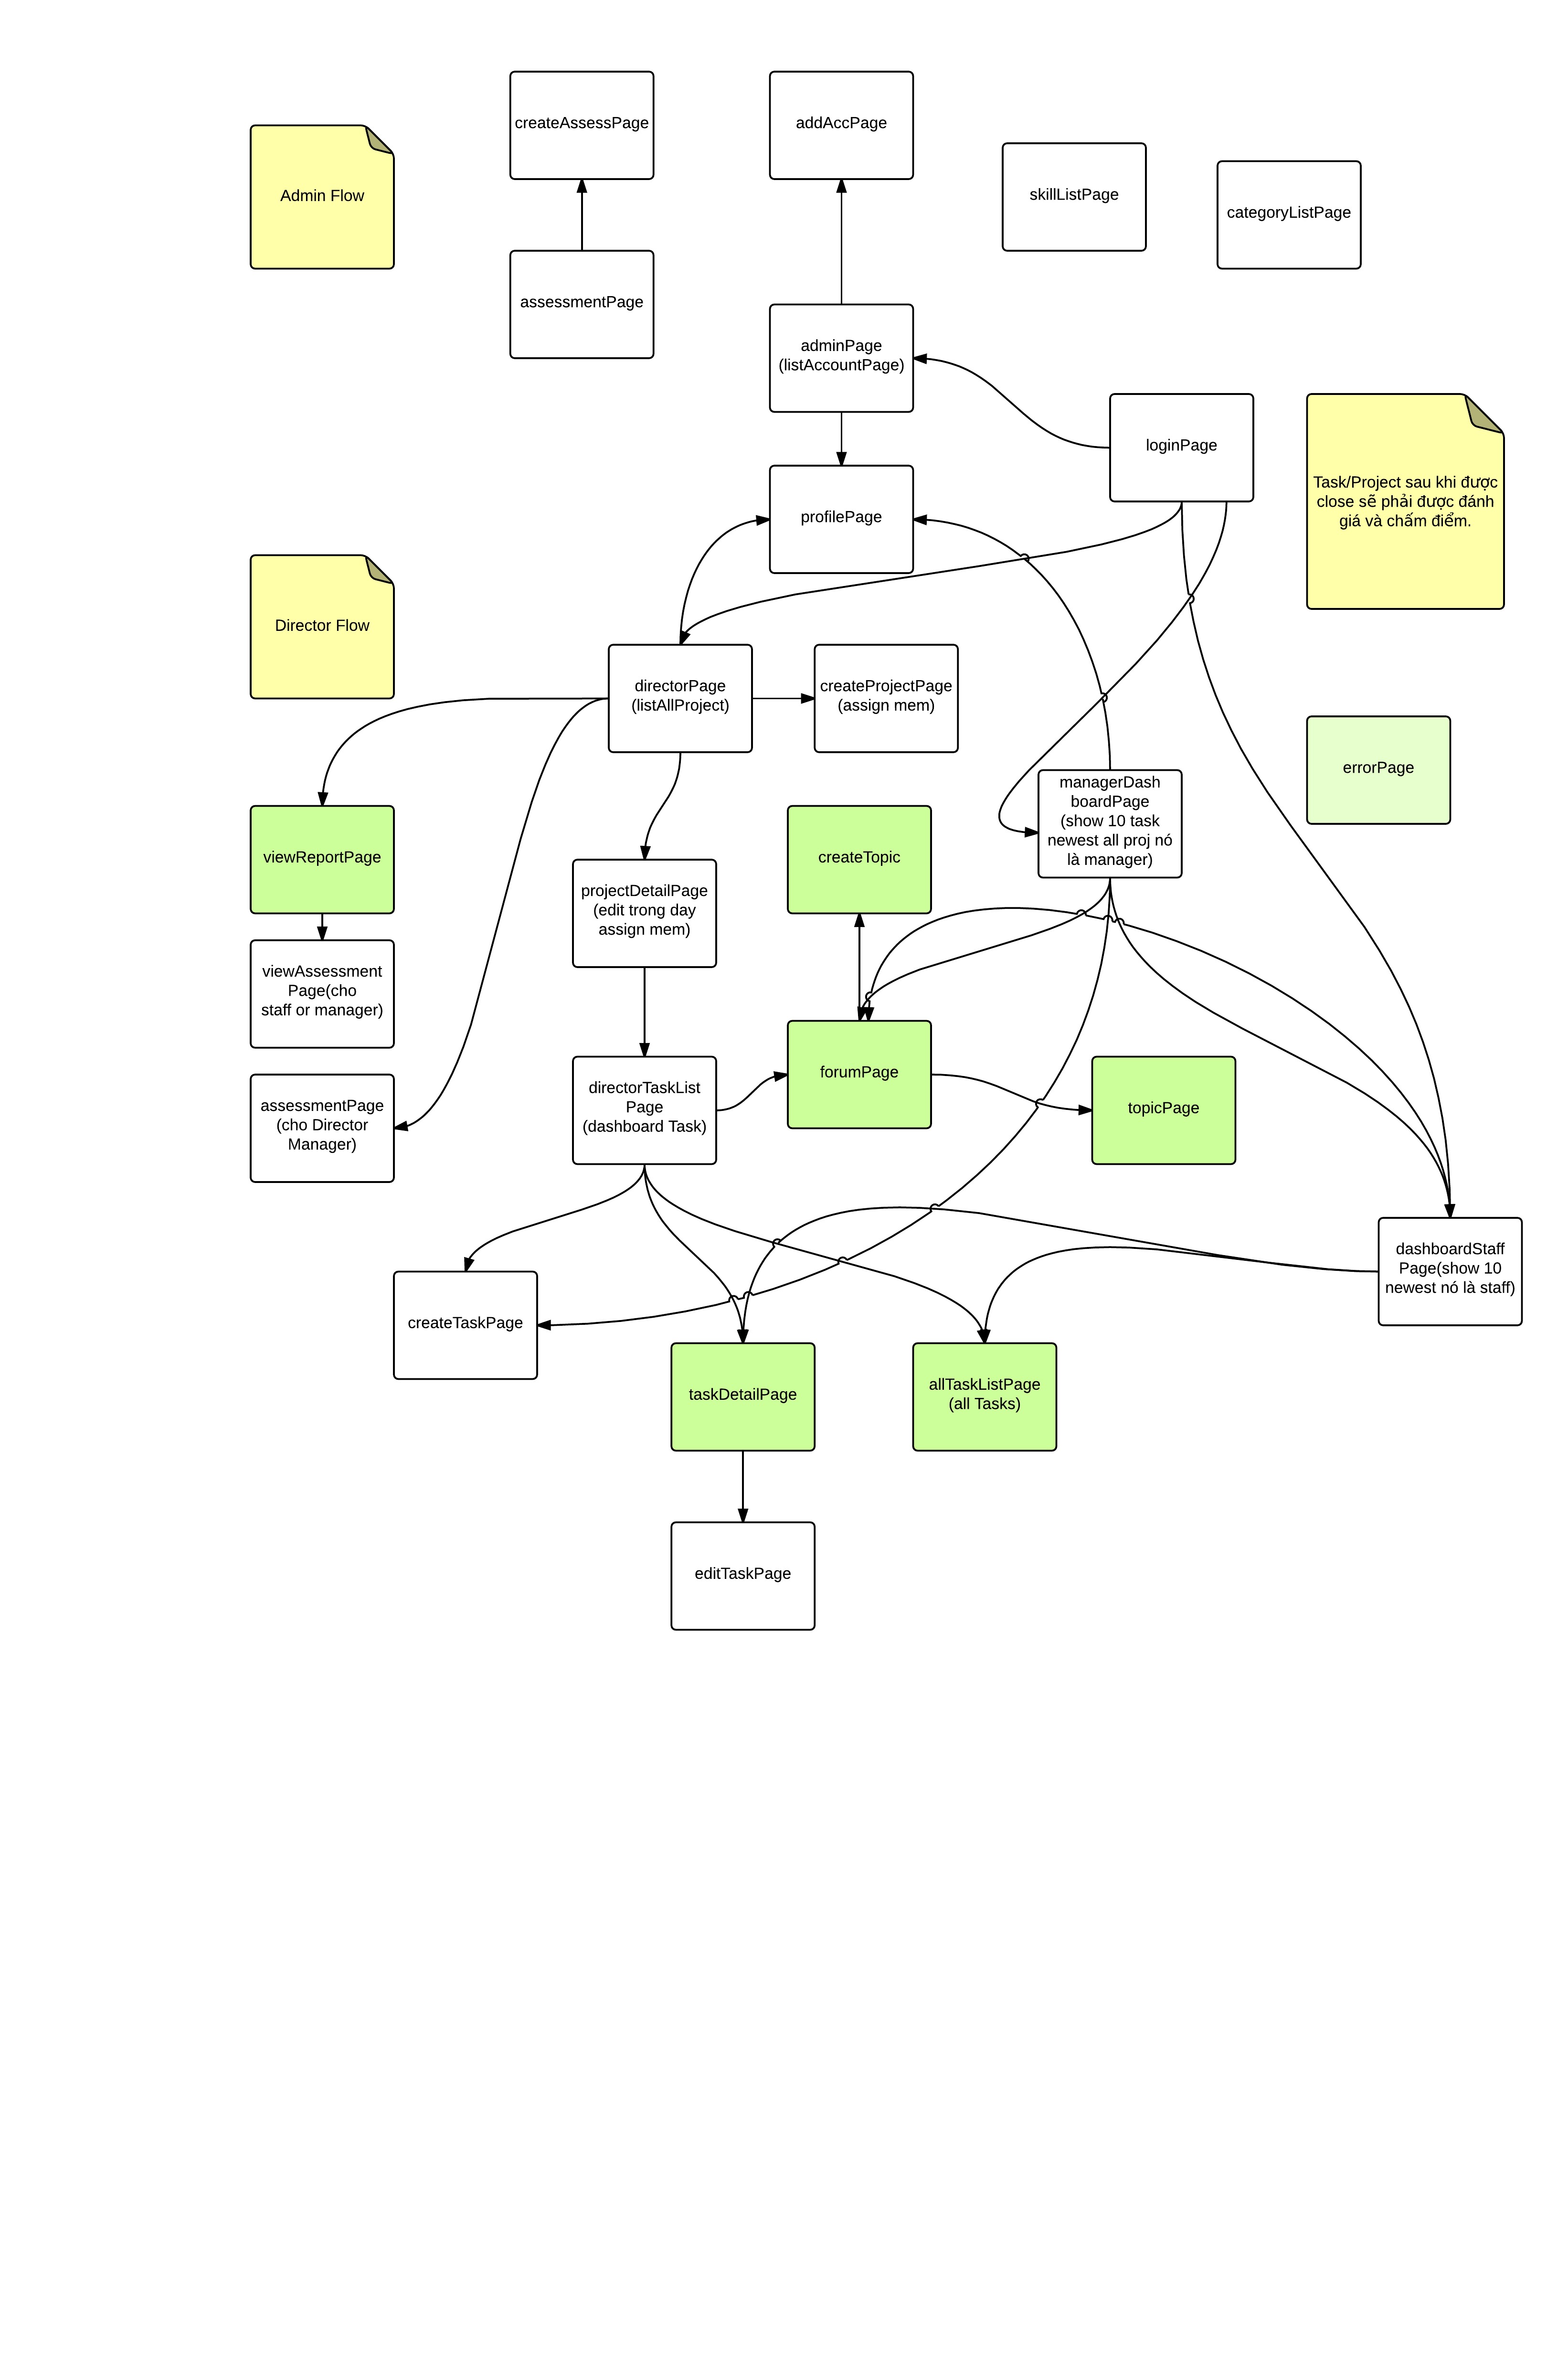 createAssessPage
addAccPage
Admin Flow
skillListPage
categoryListPage
assessmentPage
adminPage
(listAccountPage)
loginPage
Task/Project sau khi được
close sẽ phải được đánh
giá và chấm điểm.
profilePage
Director Flow
directorPage
(listAllProject)
createProjectPage
(assign mem)
errorPage
managerDash
boardPage
(show 10 task
newest all proj nó
là manager)
viewReportPage
createTopic
projectDetailPage
(edit trong day
assign mem)
viewAssessment
Page(cho
staff or manager)
forumPage
directorTaskList
Page
(dashboard Task)
topicPage
assessmentPage
(cho Director
Manager)
dashboardStaff
Page(show 10
newest nó là staff)
createTaskPage
taskDetailPage
allTaskListPage
(all Tasks)
editTaskPage